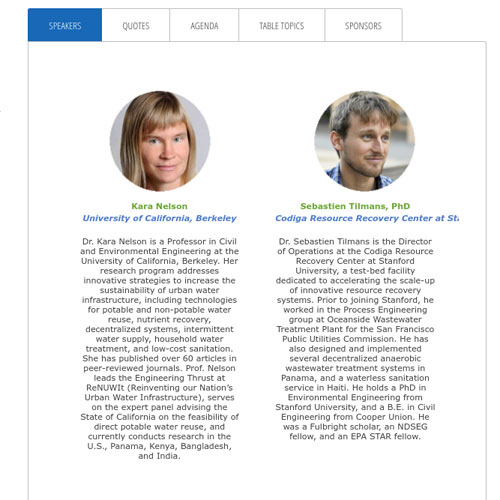 SPEAKERS
QUOTES
AGENDA
TABLE TOPICS
SPONSORS
Kara Nelson
University of California, Berkeley
Dr. Kara Nelson is a Professor in Civil
and Environmental Engineering at the
University of California, Berkeley. Her
research program addresses
innovative strategies to increase the
sustainability of urban water
infrastructure, including technologies
for potable and non-potable water
reuse, nutrient recovery,
decentralized systems, intermittent
water supply, household water
treatment, and low-cost sanitation.
She has published over 60 articles in
peer-reviewed journals. Prof. Nelson
leads the Engineering Thrust at
ReNUWIt (Reinventing our Nation's
Urban Water Infrastructure), serves
on the expert panel advising the
State of California on the feasibility of
direct potable water reuse, and
currently conducts research in the
U.S., Panama, Kenya, Bangladesh,
and India.
Sebastien Tilmans, PhD
Codiga Resource Recovery Center at
Dr. Sebastien Tilmans is the Director
of Operations at the Codiga Resource
Recovery Center at Stanford
University, a test-bed facility
dedicated to accelerating the scale-up
of innovative resource recovery
systems. Prior to joining Stanford, he
worked in the Process Engineering
group at Oceanside Wastewater
Treatment Plant for the San Francisco
Public Utilities Commission. He has
also designed and implemented
several decentralized anaerobic
wastewater treatment systems in
Panama, and a waterless sanitation
service in Haiti. He holds a PhD in
Environmental Engineering from
Stanford University, and a B.E. in Civil
Engineering from Cooper Union. He
was a Fulbright scholar, an NDSEG
fellow, and an EPA STAR fellow.